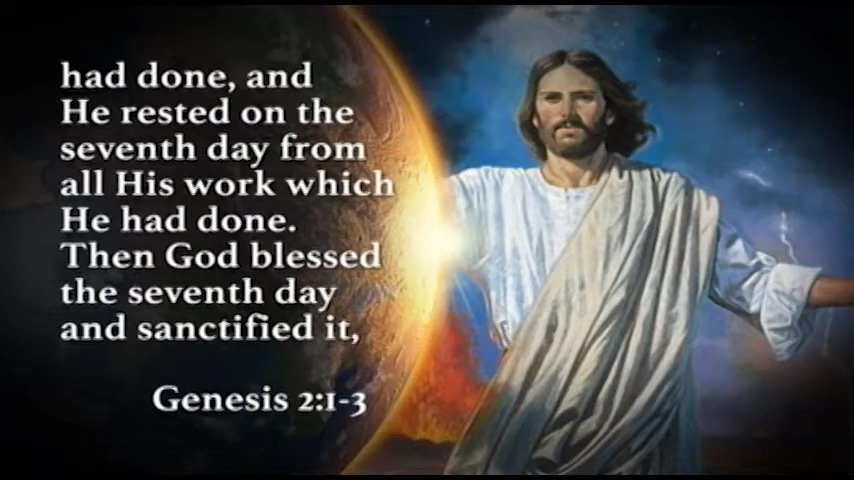 had done, and
He rested on the
seventh day from
all His work which
He had done.
Then God blessed
the seventh day
and sanctified it,
Genesis 2:1-3